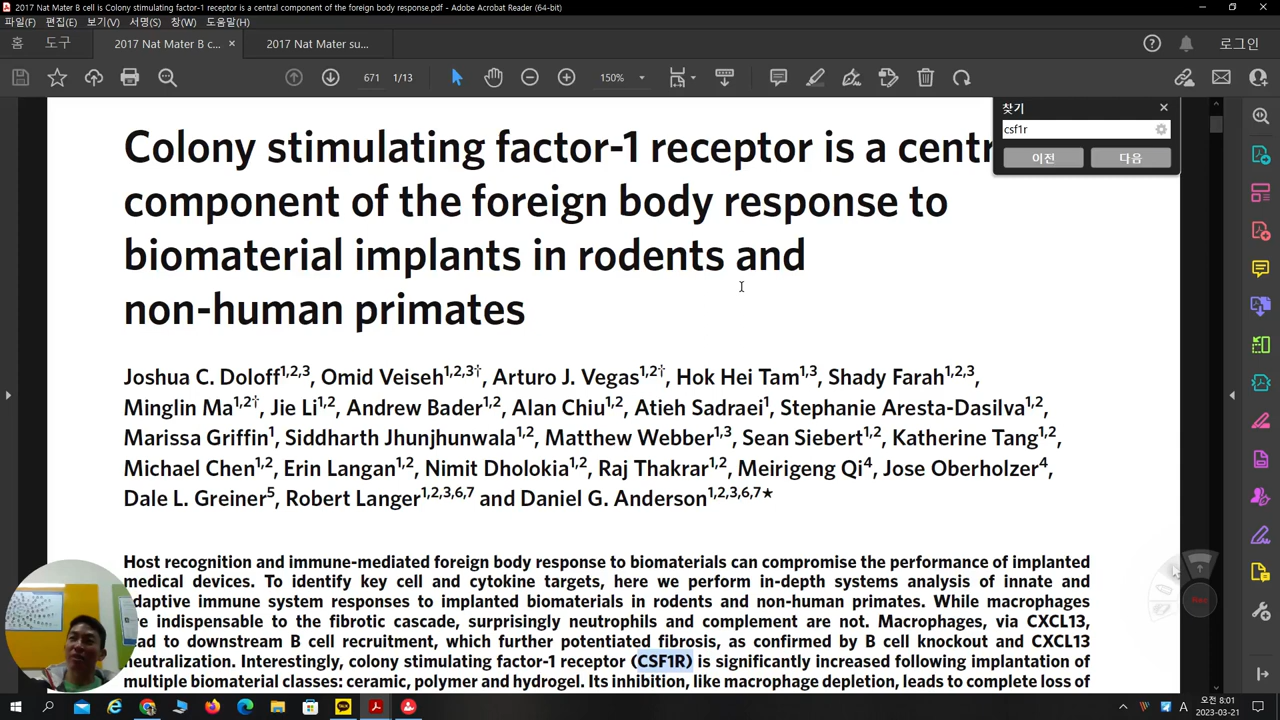 2017 Nat Mater B cell is Colony stimulating factor-1 receptor is a central component of the foreign body response.pdf - Adobe Acrobat Reader (64-bit)
파일(F) 편집(E) 보기(V) 서명(S) 창(W) 도움말(H)
홈 도구 2017 Nat Mater B c... × 2017 Nat Mater su... 로그인
671 1/13 150%
찾기
csf1r
이전 다음
Colony stimulating factor-1 receptor is a centr
component of the foreign body response to
biomaterial implants in rodents and
non-human primates
Joshua C. Doloff1,2,3, Omid Veiseh1,2,3†, Arturo J. Vegas1,2†, Hok Hei Tam1,3, Shady Farah1,2,3,
Minglin Ma1,2†, Jie Li1,2, Andrew Bader1,2, Alan Chiu1,2, Atieh Sadraei1, Stephanie Aresta-Dasilva1,2,
Marissa Griffin1, Siddharth Jhunjhunwala1,2, Matthew Webber1,3, Sean Siebert1,2, Katherine Tang1,2,
Michael Chen1,2, Erin Langan1,2, Nimit Dholokia1,2, Raj Thakrar1,2, Meirigeng Qi4, Jose Oberholzer4,
Dale L. Greiner5, Robert Langer1,2,3,6,7 and Daniel G. Anderson1,2,3,6,7★
Host recognition and immune-mediated foreign body response to biomaterials can compromise the performance of implanted
medical devices. To identify key cell and cytokine targets, here we perform in-depth systems analysis of innate and
adaptive immune system responses to implanted biomaterials in rodents and non-human primates. While macrophages
re indispensable to the fibrotic cascade, surprisingly neutrophils and complement are not. Macrophages, via CXCL13,
ead to downstream B cell recruitment, which further potentiated fibrosis, as confirmed by B cell knockout and CXCL13
neutralization. Interestingly, colony stimulating factor-1 receptor (CSF1R) is significantly increased following implantation of
multiple biomaterial classes: ceramic, polymer and hydrogel. Its inhibition, like macrophage depletion, leads to complete loss of
A 오전 8:01
2023-03-21